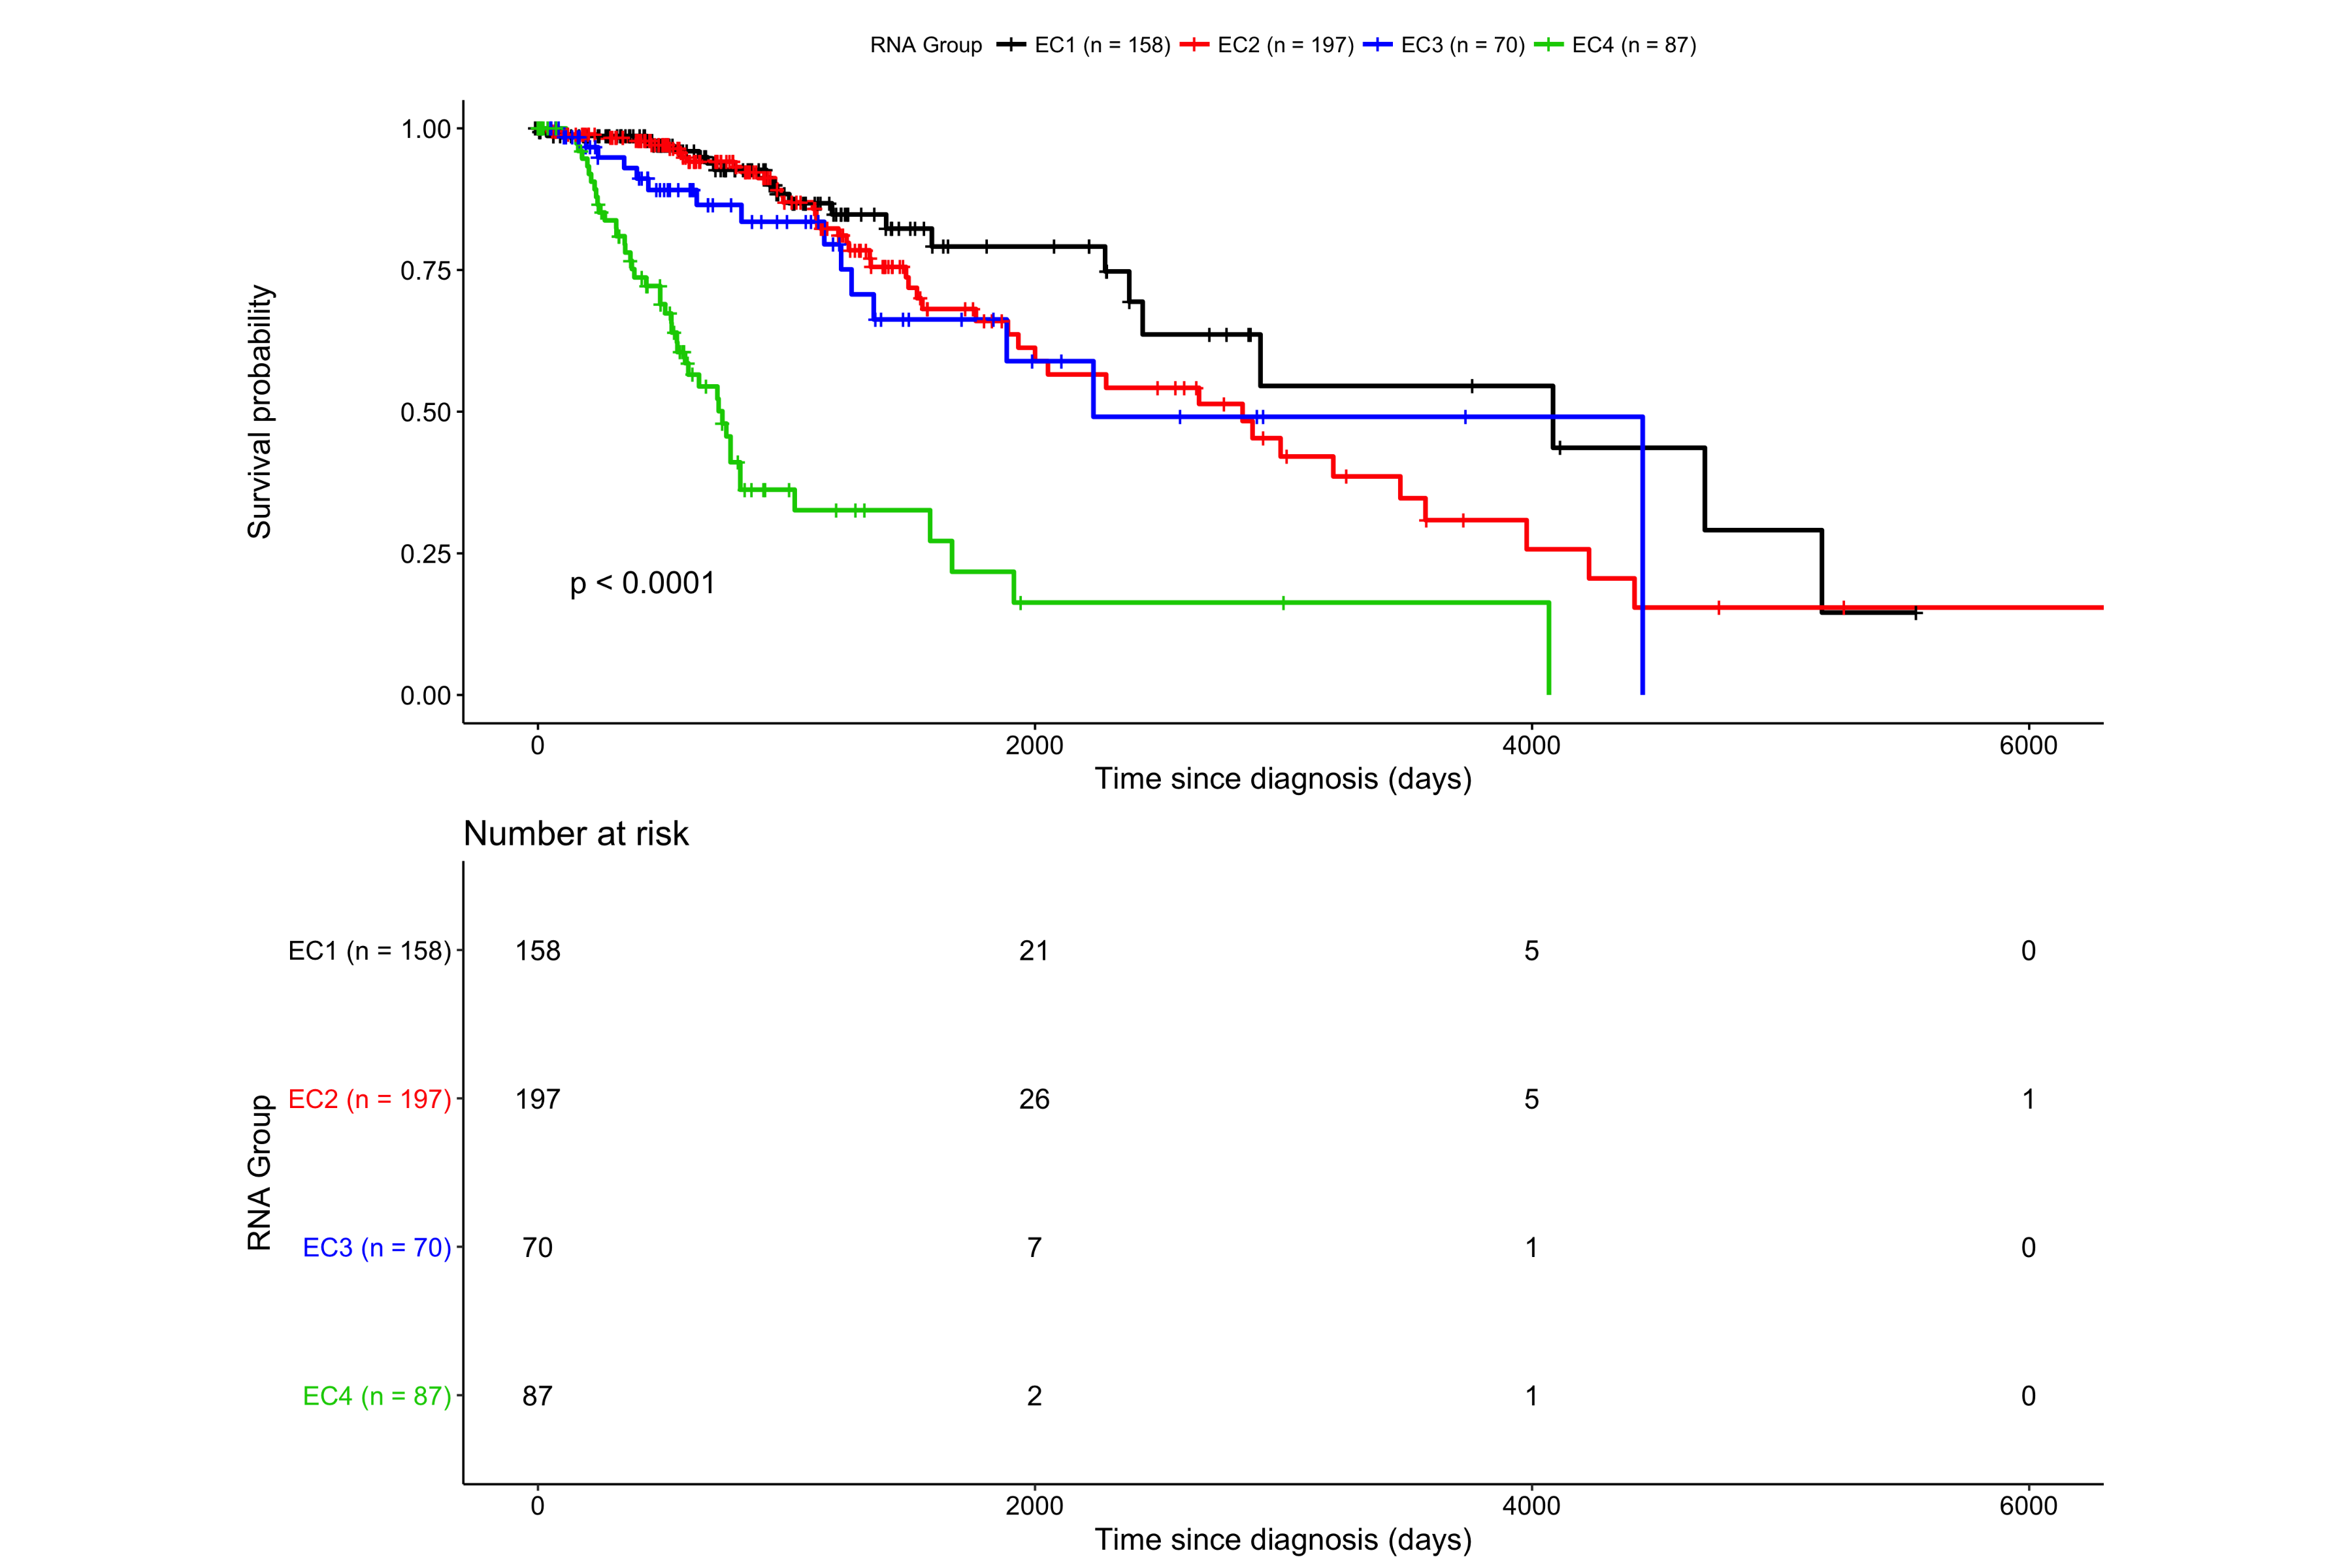 RNA Group EC1 (n = 158) EC2 (n = 197) EC3 (n = 70) EC4 (n = 87)
Survival probability
1.00
0.75
0.50
0.25
0.00
p < 0.0001
0 2000 4000 6000
Time since diagnosis (days)
Number at risk
RNA Group
EC1 (n = 158) 158 21 5 0
EC2 (n = 197) 197 26 5 1
EC3 (n = 70) 70 7 1 0
EC4 (n = 87) 87 2 1 0
0 2000 4000 6000
Time since diagnosis (days)